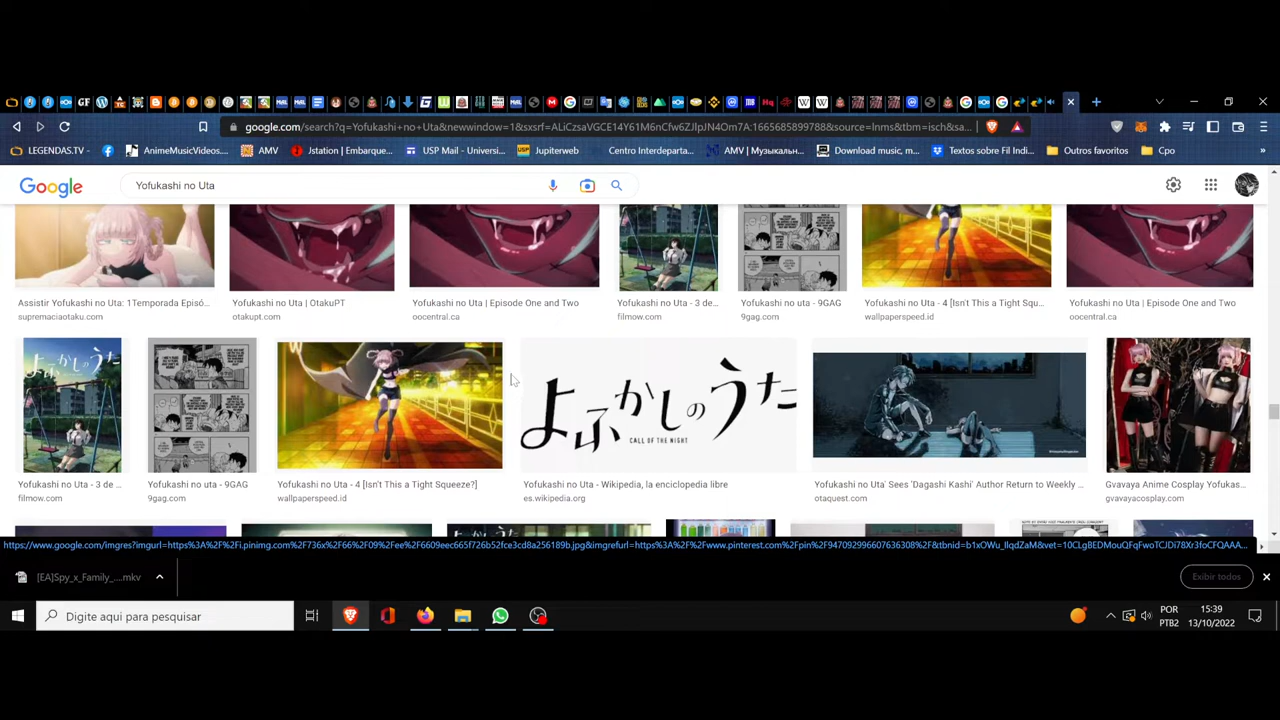 google.com/search?q=Yofukashi+no+Uta&newwindow=1&sxsrf=ALiCzsaVGCE14Y61M6nCfw6ZJIpJN4Om7A:1665685899788&source=lnms&tbm=isch&sa...
LEGENDAS.TV -
AnimeMusicVideos....
AMV
Jstation | Embarque...
USP Mail - Universi...
Jupiterweb
Centro Interdeparta...
AMV | Музыкальн...
Download music, m...
Textos sobre Fil Indi...
Outros favoritos
Cpo
Google
Yofukashi no Uta
Assistir Yofukashi no Uta: 1Temporada Episó...
supremaciaotaku.com
Yofukashi no Uta | OtakuPT
otakupt.com
Yofukashi no Uta | Episode One and Two
oocentral.ca
Yofukashi no Uta - 3 de...
filmow.com
Yofukashi no uta - 9GAG
9gag.com
Yofukashi no Uta - 4 [Isn't This a Tight Squ...
wallpaperspeed.id
Yofukashi no Uta | Episode One and Two
oocentral.ca
よふかしのうた
よふかしのうた
CALL OF THE NIGHT
Yofukashi no Uta - 3 de...
filmow.com
Yofukashi no uta - 9GAG
9gag.com
Yofukashi no Uta - 4 [Isn't This a Tight Squeeze?]
wallpaperspeed.id
Yofukashi no Uta - Wikipedia, la enciclopedia libre
es.wikipedia.org
Yofukashi no Uta' Sees 'Dagashi Kashi' Author Return to Weekly ...
otaquest.com
Gvavaya Anime Cosplay Yofukas...
gvavayacosplay.com
[EA]Spy_x_Family_....mkv
Exibir todos
Digite aqui para pesquisar
POR
PTB2
15:39
13/10/2022